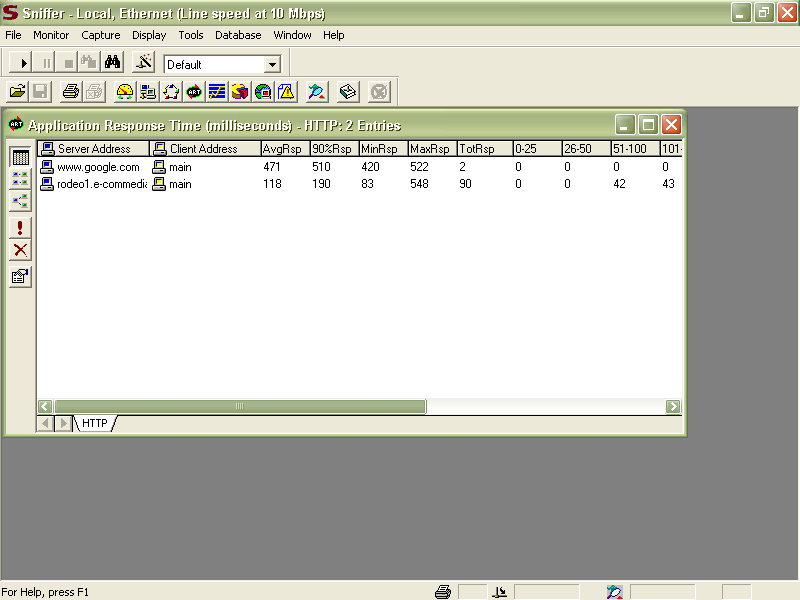 Sniffer - Local, Ethernet (Line speed at 10 Mbps)
File Monitor Capture Display Tools Database Window Help
Default
ART
ART Application Response Time (milliseconds) - HTTP: 2 Entries
Server Address Client Address AvgRsp 90%Rsp MinRsp MaxRsp TotRsp 0-25 26-50 51-100 101-
www.google.com main 471 510 420 522 2 0 0 0 0
rodeo1.e-commedia main 118 190 83 548 90 0 0 42 43
HTTP
For Help, press F1